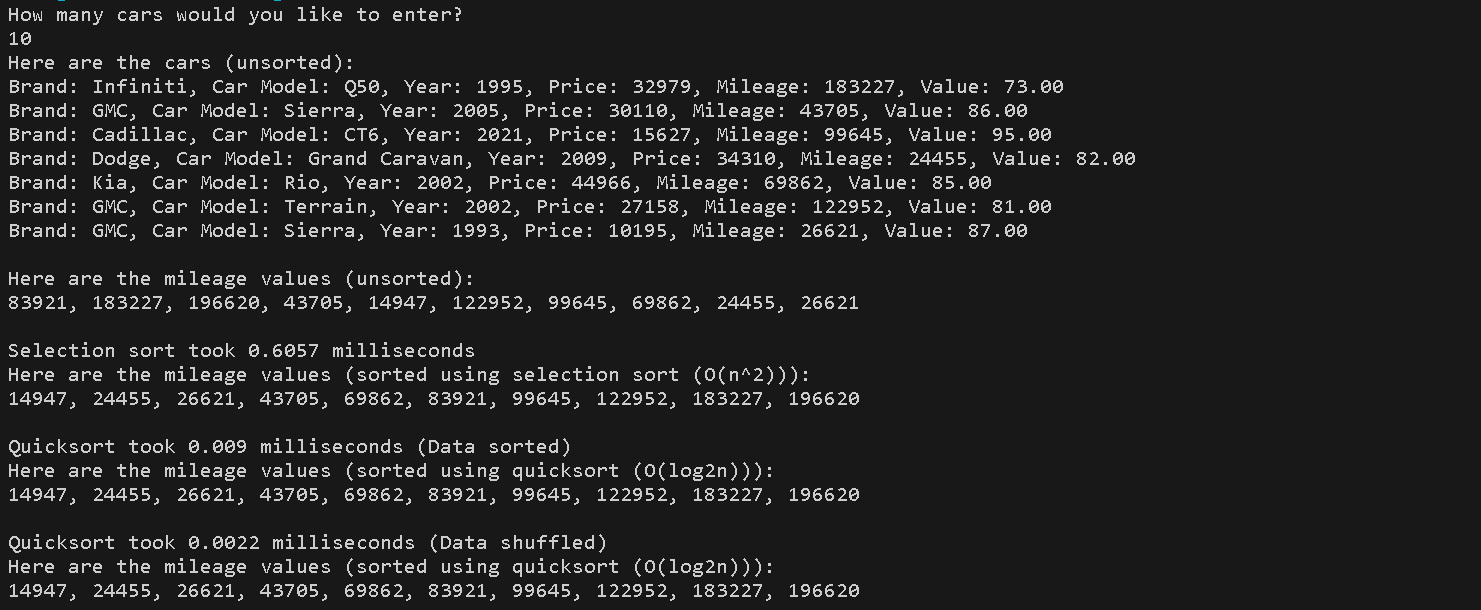 How many cars would you like to enter?
10
Here are the cars (unsorted):
Brand: Infiniti, Car Model: Q50, Year: 1995, Price: 32979, Mileage: 183227, Value: 73.00
Brand: GMC, Car Model: Sierra, Year: 2005, Price: 30110, Mileage: 43705, Value: 86.00
Brand: Cadillac, Car Model: CT6, Year: 2021, Price: 15627, Mileage: 99645, Value: 95.00
Brand: Dodge, Car Model: Grand Caravan, Year: 2009, Price: 34310, Mileage: 24455, Value: 82.00
Brand: Kia, Car Model: Rio, Year: 2002, Price: 44966, Mileage: 69862, Value: 85.00
Brand: GMC, Car Model: Terrain, Year: 2002, Price: 27158, Mileage: 122952, Value: 81.00
Brand: GMC, Car Model: Sierra, Year: 1993, Price: 10195, Mileage: 26621, Value: 87.00
Here are the mileage values (unsorted):
83921, 183227, 196620, 43705, 14947, 122952, 99645, 69862, 24455, 26621
Selection sort took 0.6057 milliseconds
Here are the mileage values (sorted using selection sort (O(n^2))):
14947, 24455, 26621, 43705, 69862, 83921, 99645, 122952, 183227, 196620
Quicksort took 0.009 milliseconds (Data sorted)
Here are the mileage values (sorted using quicksort (O(log2n))):
14947, 24455, 26621, 43705, 69862, 83921, 99645, 122952, 183227, 196620
Quicksort took 0.0022 milliseconds (Data shuffled)
Here are the mileage values (sorted using quicksort (O(log2n))):
14947, 24455, 26621, 43705, 69862, 83921, 99645, 122952, 183227, 196620